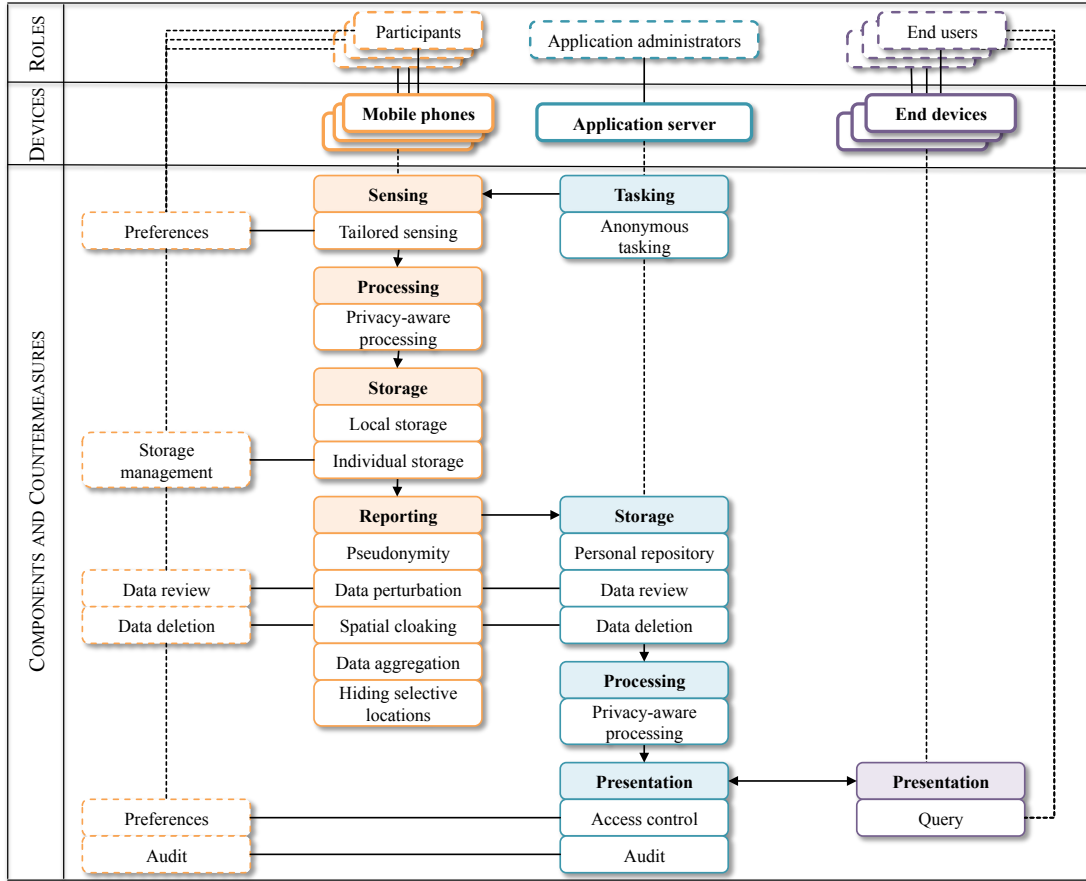 ROLES
Participants
Application administrators
End users
DEVICES
Mobile phones
Application server
End devices
COMPONENTS AND COUNTERMEASURES
Sensing
Tasking
Preferences
Tailored sensing
Anonymous
tasking
Processing
Privacy-aware
processing
Storage
Local storage
Storage
management
Individual storage
Reporting
Storage
Pseudonymity
Personal repository
Data review
Data perturbation
Data review
Data deletion
Spatial cloaking
Data deletion
Data aggregation
Processing
Hiding selective
locations
Privacy-aware
processing
Presentation
Presentation
Preferences
Access control
Query
Audit
Audit